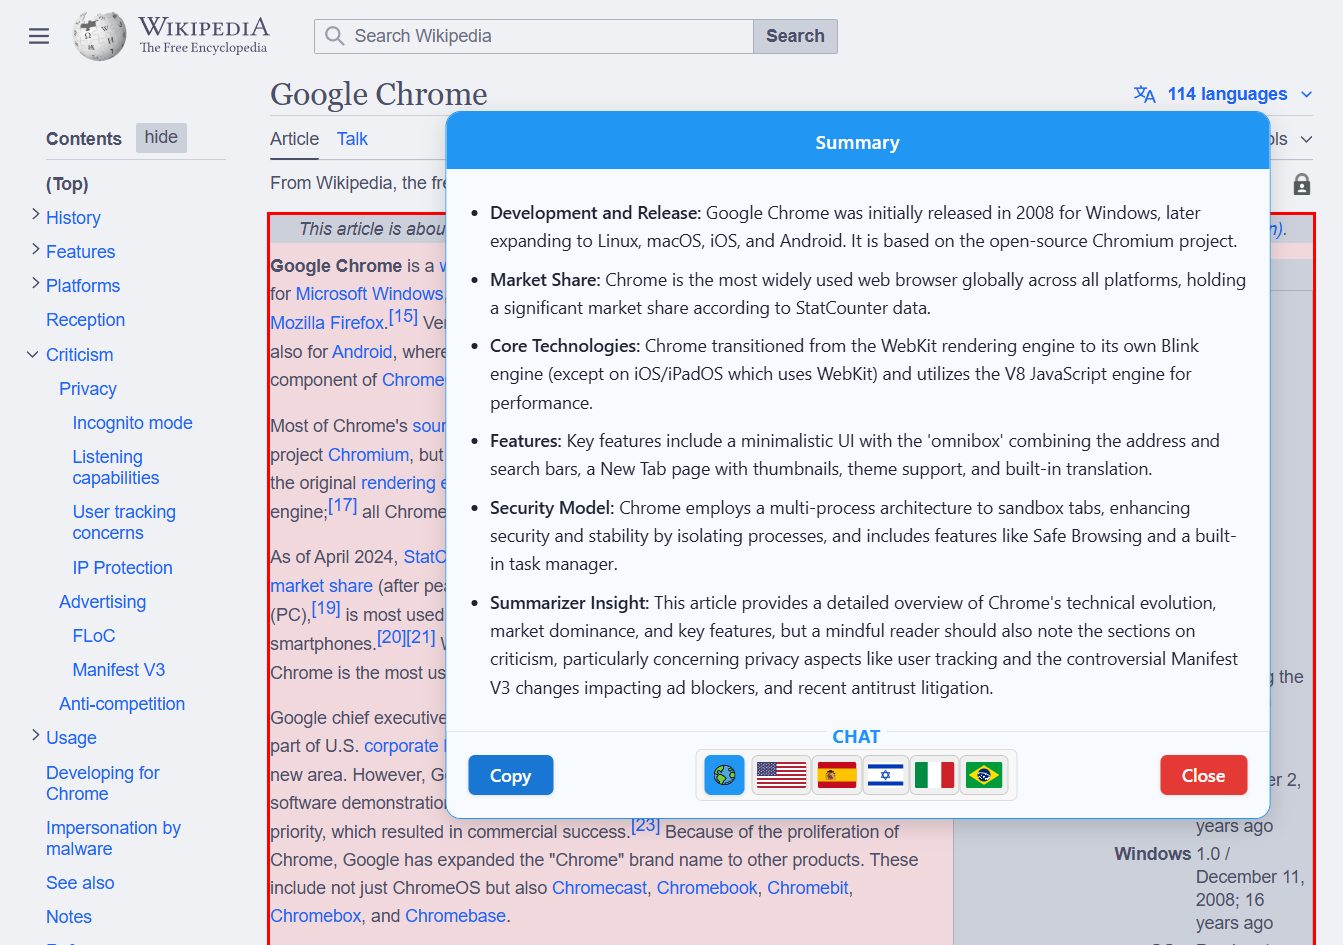 WIKIPEDIA
The Free Encyclopedia
Search Wikipedia
Search
Google Chrome
114 languages
Contents
hide
Article
Talk
From Wikipedia, the
(Top)
History
Features
Platforms
Reception
Criticism
Privacy
Incognito mode
Listening
capabilities
User tracking
concerns
IP Protection
Advertising
FLoC
Manifest V3
Anti-competition
Usage
Developing for
Chrome
Impersonation by
malware
See also
Notes
This article is
Google Chrome is a
for Microsoft Windows,
Mozilla Firefox.[15]
also for Android,
component of Chrome
Most of Chrome's
project Chromium, but
the original rendering
engine;[17] all Chrome
As of April 2024,
market share (after
(PC),[19] is most used
smartphones.[20][21]
Chrome is the most
Google chief executive
part of U.S. corporate
new area. However,
software
priority, which resulted in commercial success.[23] Because of the proliferation of
Chrome, Google has expanded the "Chrome" brand name to other products. These
include not just ChromeOS but also Chromecast, Chromebook, Chromebit,
Chromebox, and Chromebase.
Summary
• Development and Release: Google Chrome was initially released in 2008 for Windows, later
expanding to Linux, macOS, iOS, and Android. It is based on the open-source Chromium project.
• Market Share: Chrome is the most widely used web browser globally across all platforms, holding
a significant market share according to StatCounter data.
• Core Technologies: Chrome transitioned from the WebKit rendering engine to its own Blink
engine (except on iOS/iPadOS which uses WebKit) and utilizes the V8 JavaScript engine for
performance.
• Features: Key features include a minimalistic UI with the 'omnibox' combining the address and
search bars, a New Tab page with thumbnails, theme support, and built-in translation.
• Security Model: Chrome employs a multi-process architecture to sandbox tabs, enhancing
security and stability by isolating processes, and includes features like Safe Browsing and a built-
in task manager.
• Summarizer Insight: This article provides a detailed overview of Chrome's technical evolution,
market dominance, and key features, but a mindful reader should also note the sections on
criticism, particularly concerning privacy aspects like user tracking and the controversial Manifest
V3 changes impacting ad blockers, and recent antitrust litigation.
CHAT
Copy
Close
the
2,
years ago
Windows 1.0 /
December 11,
2008; 16
years ago